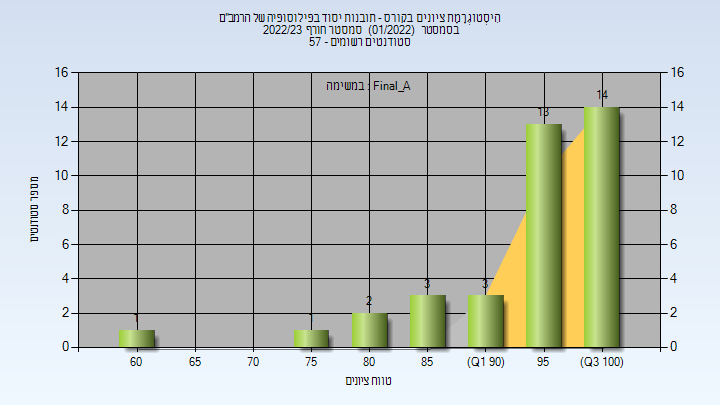 היסטוגרמת ציונים בקורס - תובנות יסוד בפילוסופיה של הרמב"ם
בסמסטר (01/2022) סמסטר חורף 2022/23
סטודנטים רשומים - 57
במשימה : Final_A
16 16
14 14
12 12
10 10
8 8
6 6
4 4
2 2
0 0
מספר סטודנטים
1 1 2 3 3 13 14
60 65 70 75 80 85 (Q1 90) 95 (Q3 100)
טווח ציונים